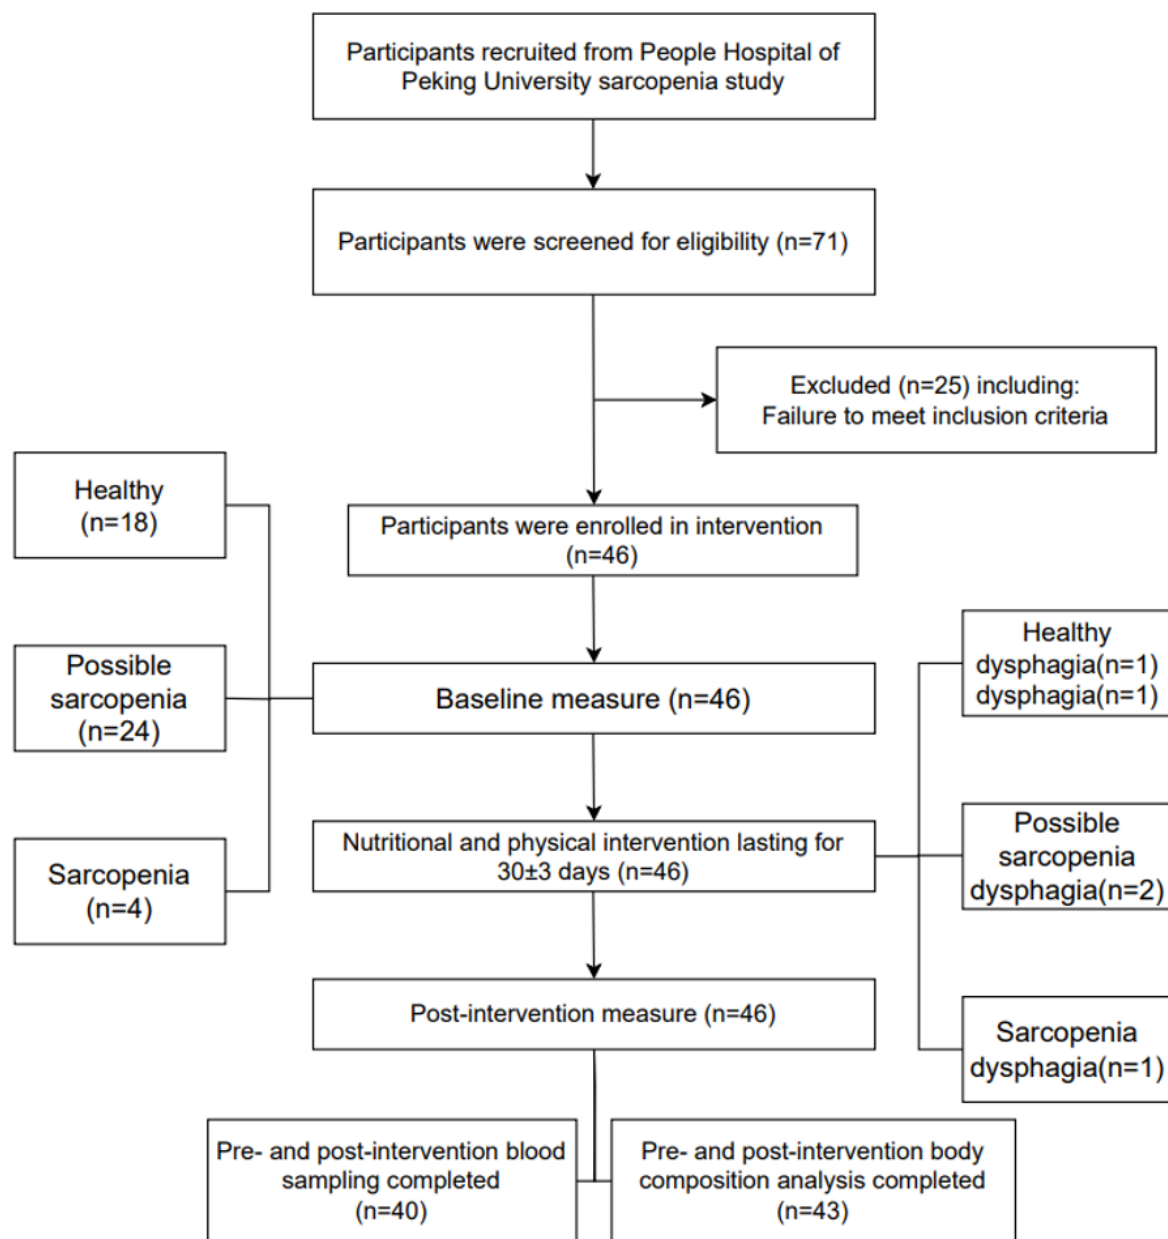 Participants recruited from People Hospital of
Peking University sarcopenia study
Participants were screened for eligibility (n=71)
Excluded (n=25) including:
Failure to meet inclusion criteria
Participants were enrolled in intervention
(n=46)
Healthy
(n=18)
Possible
sarcopenia
(n=24)
Sarcopenia
(n=4)
Baseline measure (n=46)
Nutritional and physical intervention lasting for
30±3 days (n=46)
Healthy
dysphagia(n=1)
dysphagia(n=1)
Possible
sarcopenia
dysphagia(n=2)
Sarcopenia
dysphagia(n=1)
Post-intervention measure (n=46)
Pre- and post-intervention blood
sampling completed
(n=40)
Pre- and post-intervention body
composition analysis completed
(n=43)